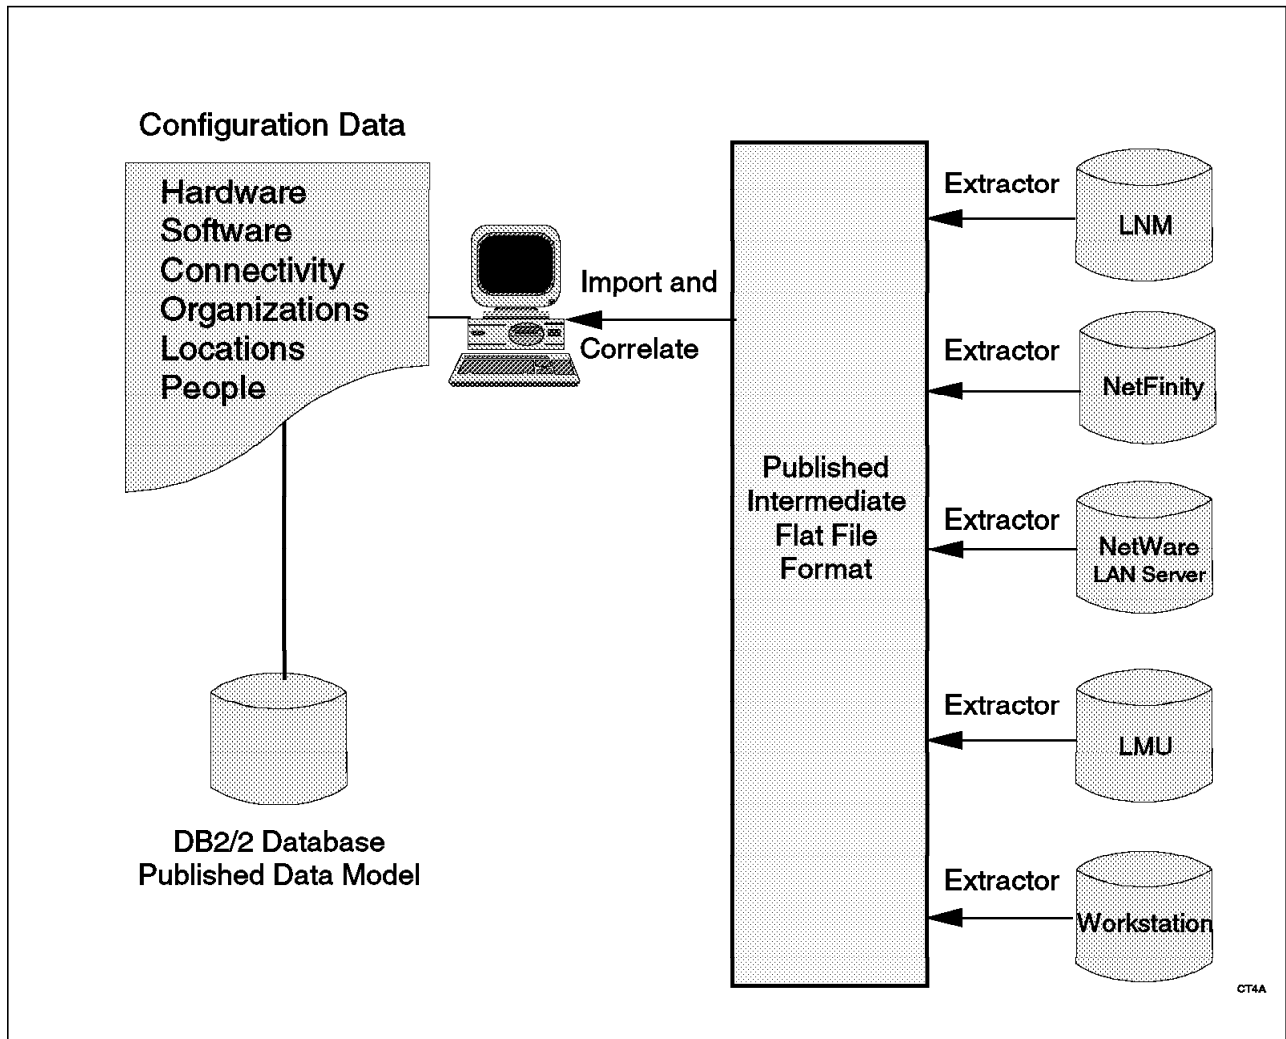 Configuration Data
Hardware
Software
Connectivity
Organizations
Locations
People
Import and
Correlate
DB2/2 Database
Published Data Model
Published
Intermediate
Flat File
Format
Extractor
LNM
Extractor
NetFinity
Extractor
NetWare
LAN Server
Extractor
LMU
Extractor
Workstation
CT4A